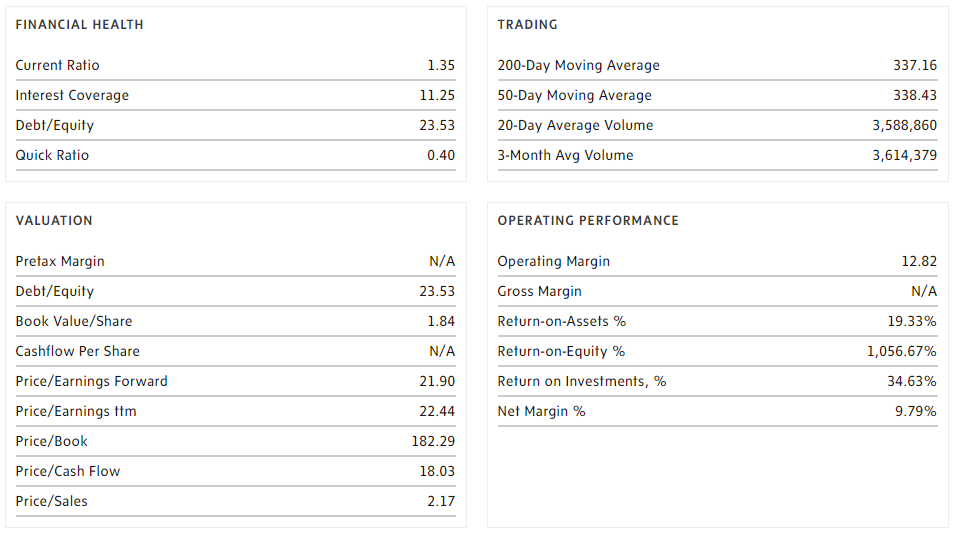 FINANCIAL HEALTH
Current Ratio 1.35
Interest Coverage 11.25
Debt/Equity 23.53
Quick Ratio 0.40
TRADING
200-Day Moving Average 337.16
50-Day Moving Average 338.43
20-Day Average Volume 3,588,860
3-Month Avg Volume 3,614,379
VALUATION
Pretax Margin N/A
Debt/Equity 23.53
Book Value/Share 1.84
Cashflow Per Share N/A
Price/Earnings Forward 21.90
Price/Earnings ttm 22.44
Price/Book 182.29
Price/Cash Flow 18.03
Price/Sales 2.17
OPERATING PERFORMANCE
Operating Margin 12.82
Gross Margin N/A
Return-on-Assets % 19.33%
Return-on-Equity % 1,056.67%
Return on Investments, % 34.63%
Net Margin % 9.79%